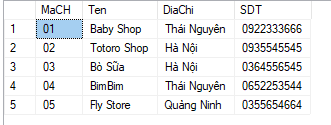 MaCH Ten DiaChi SDT
1 01 Baby Shop Thái Nguyên 0922333666
2 02 Totoro Shop Hà Nội 0935545545
3 03 Bò Sữa Hà Nội 0364556545
4 04 BimBim Thái Nguyên 0652253544
5 05 Fly Store Quảng Ninh 0355654664